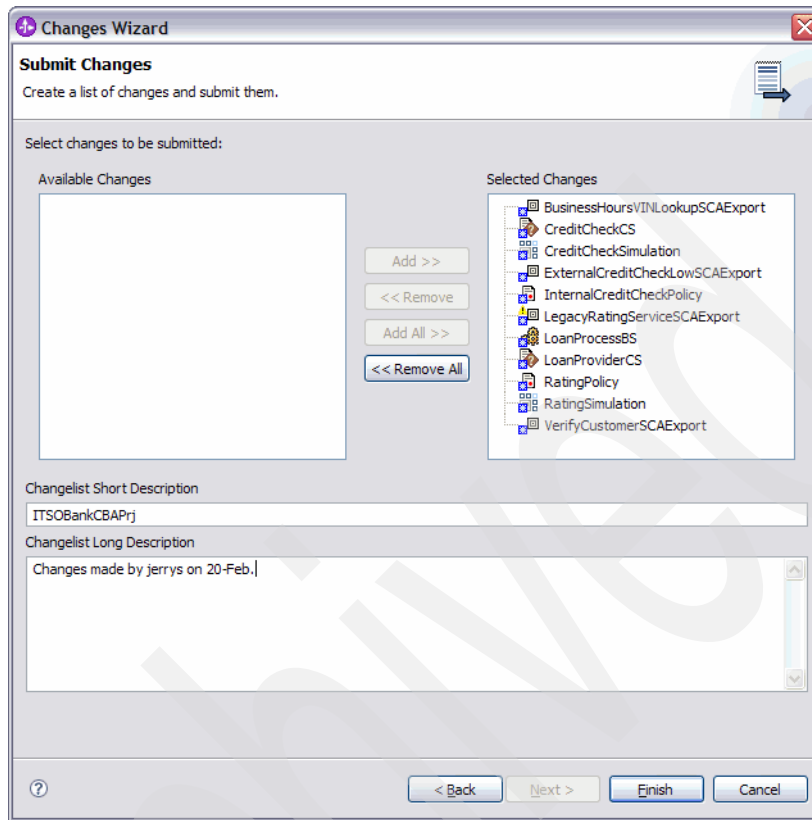 Changes Wizard
Submit Changes
Create a list of changes and submit them.
Select changes to be submitted:
Available Changes
Selected Changes
Add >>
<< Remove
Add All >>
<< Remove All
BusinessHoursVINLookupSCAExport
CreditCheckCS
CreditCheckSimulation
ExternalCreditCheckLowSCAExport
InternalCreditCheckPolicy
LegacyRatingServiceSCAExport
LoanProcessBS
LoanProviderCS
RatingPolicy
RatingSimulation
VerifyCustomerSCAExport
Changelist Short Description
ITSOBankCBAPrj
Changelist Long Description
Changes made by jerrys on 20-Feb.
?
< Back
Next >
Finish
Cancel